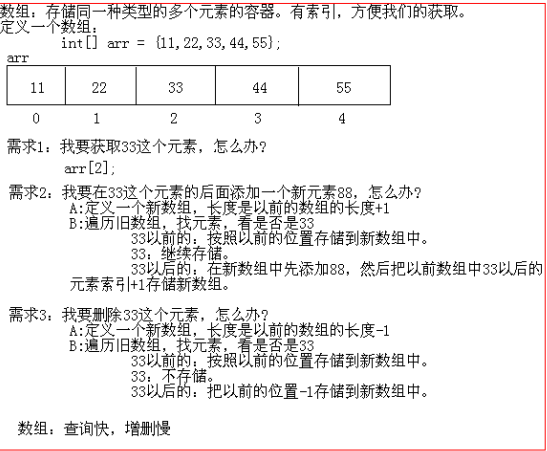 数组：存储同一种类型的多个元素的容器。有索引，方便我们的获取。
定义一个数组：
int[] arr = {11,22,33,44,55};
arr
11 22 33 44 55
0 1 2 3 4
需求1：我要获取33这个元素，怎么办?
arr[2];
需求2：我要在33这个元素的后面添加一个新元素88，怎么办?
A:定义一个新数组，长度是以前的数组的长度+1
B:遍历旧数组，找元素，看是否是33
33以前的：按照以前的位置存储到新数组中。
33：继续存储。
33以后的：在新数组中先添加88，然后把以前数组中33以后的
元素索引+1存储新数组。
需求3：我要删除33这个元素，怎么办?
A:定义一个新数组，长度是以前的数组的长度-1
B:遍历旧数组，找元素，看是否是33
33以前的：按照以前的位置存储到新数组中。
33：不存储。
33以后的：把以前的位置-1存储到新数组中。
数组：查询快，增删慢